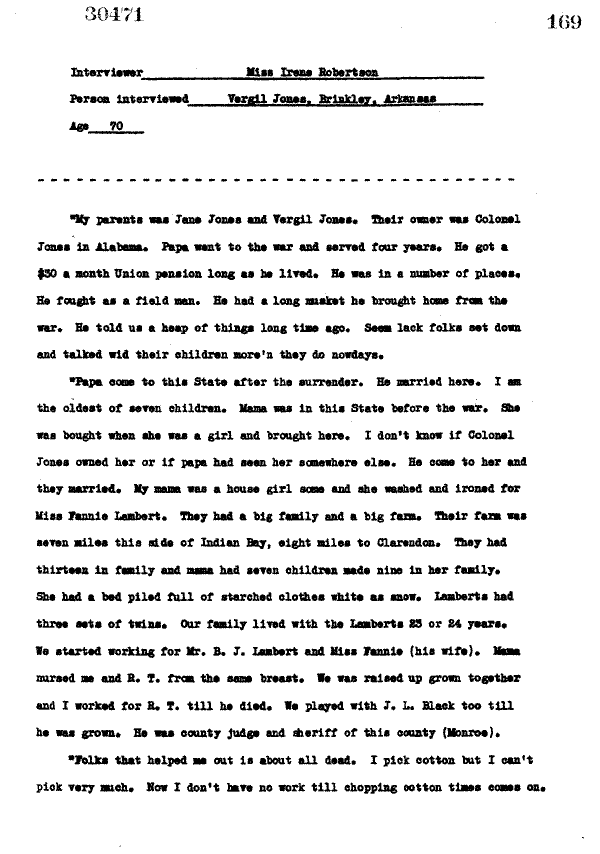 30471
169
Interviewer Miss Irene Robertson
Person interviewed Vergil Jones, Brinkley, Arkansas
Age 70
"My parents was Jane Jones and Vergil Jones. Their owner was Colonel
Jones in Alabama. Papa went to the war and served four years. He got a
$30 a month Union pension long as he lived. He was in a number of places.
He fought as a field man. He had a long musket he brought home from the
war. He told us a heap of things long time ago. Seem lack folks set down
and talked wid their children more'n they do nowdays.
"Papa come to this State after the surrender. He married here. I am
the oldest of seven children. Mama was in this State before the war. She
was bought when she was a girl and brought here. I don't know if Colonel
Jones owned her or if papa had seen her somewhere else. He come to her and
they married. My mama was a house girl some and she washed and ironed for
Miss Fannie Lambert. They had a big family and a big farm. Their farm was
seven miles this side of Indian Bay, eight miles to Clarendon. They had
thirteen in family and mama had seven children made nine in her family.
She had a bed piled full of starched clothes white as snow. Lamberts had
three sets of twins. Our family lived with the Lamberts 23 or 24 years.
We started working for Mr. B. J. Lambert and Miss Fannie (his wife). Mama
nursed me and R. T. from the same breast. We was raised up grown together
and I worked for R. T. till he died. We played with J. L. Black too till
he was grown. He was county judge and sheriff of this county (Monroe).
"Folks that helped me out is about all dead. I pick cotton but I can't
pick very much. Now I don't have no work till chopping cotton times comes on.